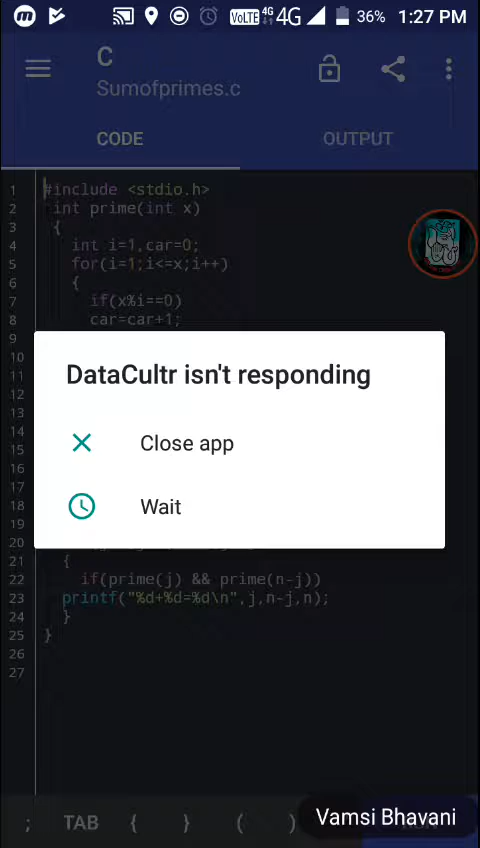 VoLTE 4G 4G 36% 1:27 PM
C
Sumofprimes.c
CODE OUTPUT
1 #include <stdio.h>
2 int prime(int x)
3 {
4 int i=1,car=0;
5 for(i=1;i<=x;i++)
6 {
7 if(x%i==0)
8 car=car+1;
9
10
11
12
13
14
15
16
17
18
19
20
21 {
22 if(prime(j) && prime(n-j))
23 printf("%d+%d=%d\n",j,n-j,n);
24 }
25 }
26
27
DataCultr isn't responding
Close app
Wait
; TAB { } ( )
Vamsi Bhavani